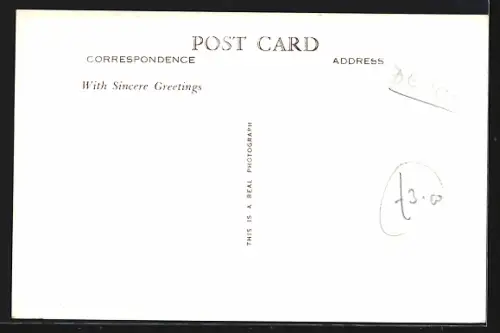 POST CARD
CORRESPONDENCE
ADDRESS
With Sincere Greetings
THIS IS A REAL PHOTOGRAPH